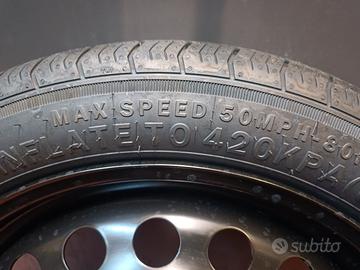 MAX SPEED 50MPH-80
INFLATE TO 420KPA
subito